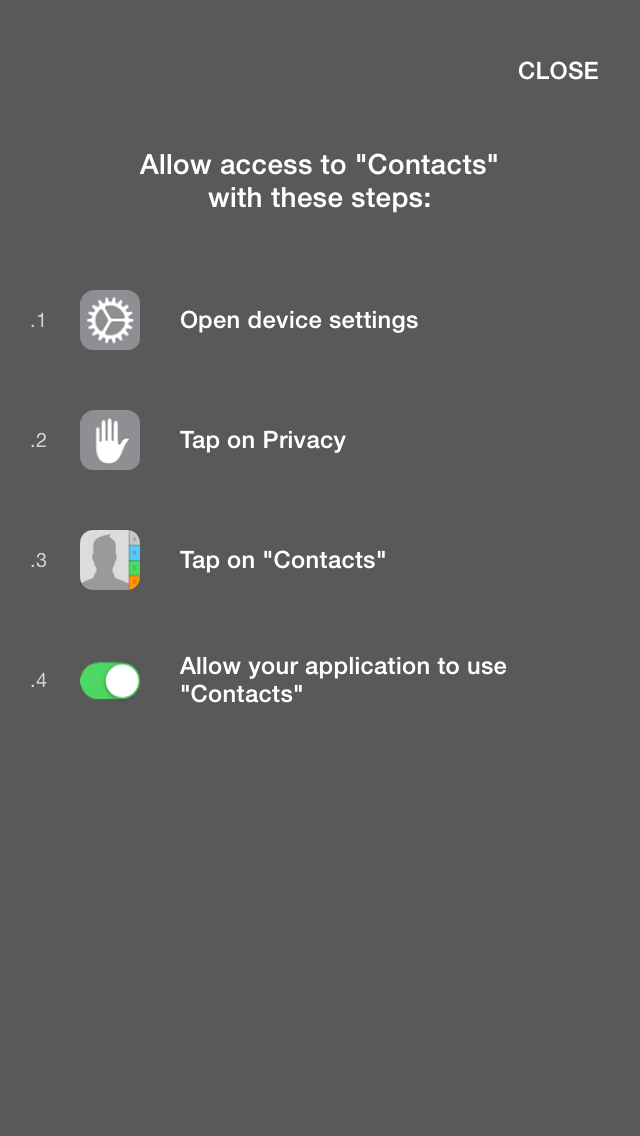 CLOSE
Allow access to "Contacts"
with these steps:
.1 Open device settings
.2 Tap on Privacy
.3 Tap on "Contacts"
.4 Allow your application to use
"Contacts"